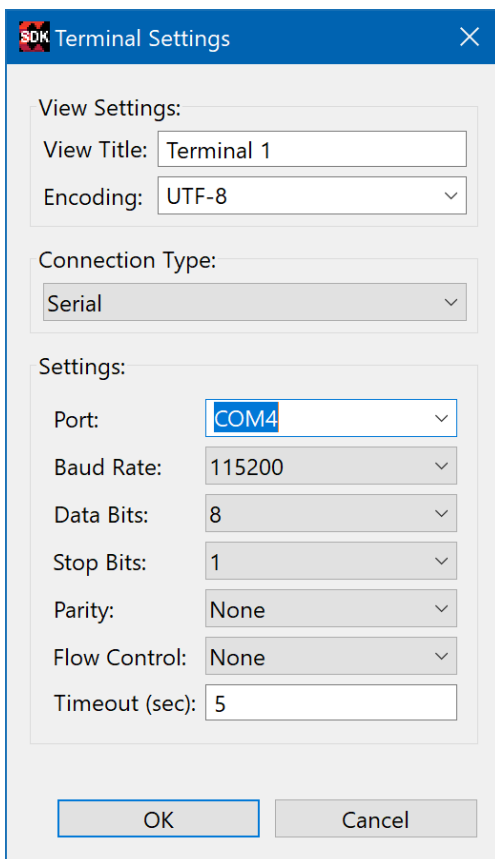 SDK Terminal Settings
View Settings:
View Title: Terminal 1
Encoding: UTF-8
Connection Type:
Serial
Settings:
Port: COM4
Baud Rate: 115200
Data Bits: 8
Stop Bits: 1
Parity: None
Flow Control: None
Timeout (sec): 5
OK Cancel